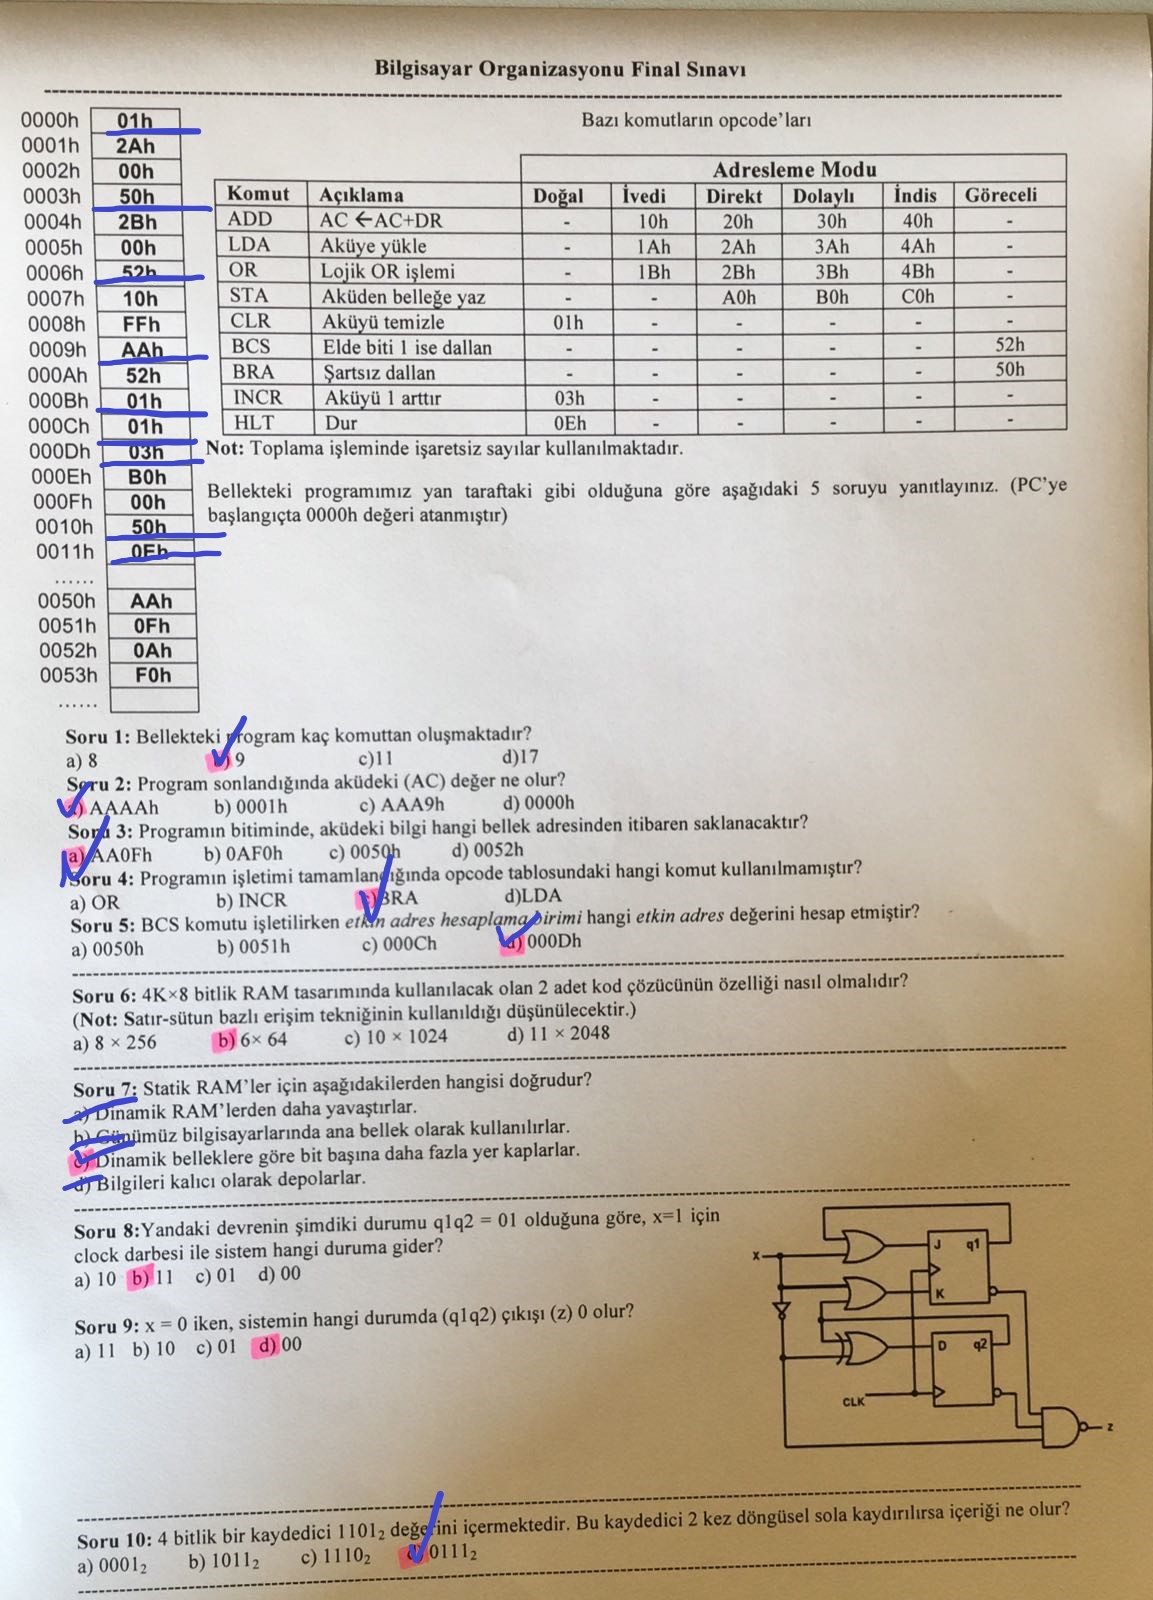 Bilgisayar Organizasyonu Final Sınavı
0000h 01h
0001h 2Ah
0002h 00h
0003h 50h
0004h 2Bh
0005h 00h
0006h 52h
0007h 10h
0008h FFh
0009h AAh
000Ah 52h
000Bh 01h
000Ch 01h
000Dh 03h
000Eh B0h
000Fh 00h
0010h 50h
0011h 0Eh
......
0050h AAh
0051h 0Fh
0052h 0Ah
0053h F0h
......
Bazı komutların opcode'ları
Adresleme Modu
Komut Açıklama Doğal İvedi Direkt Dolaylı İndis Göreceli
ADD AC ←AC+DR - 10h 20h 30h 40h -
LDA Aküye yükle - 1Ah 2Ah 3Ah 4Ah -
OR Lojik OR işlemi - 1Bh 2Bh 3Bh 4Bh -
STA Aküden belleğe yaz - - A0h B0h C0h -
CLR Aküyü temizle 01h - - - - -
BCS Elde biti 1 ise dallan - - - - - 52h
BRA Şartsız dallan - - - - - 50h
INCR Aküyü 1 arttır 03h - - - - -
HLT Dur 0Eh - - - - -
Not: Toplama işleminde işaretsiz sayılar kullanılmaktadır.
Bellekteki programımız yan taraftaki gibi olduğuna göre aşağıdaki 5 soruyu yanıtlayınız. (PC'ye
başlangıçta 0000h değeri atanmıştır)
Soru 1: Bellekteki program kaç komuttan oluşmaktadır?
a) 8 b) 9 c)11 d)17
Soru 2: Program sonlandığında aküdeki (AC) değer ne olur?
a) AAAAh b) 0001h c) AAA9h d) 0000h
Soru 3: Programın bitiminde, aküdeki bilgi hangi bellek adresinden itibaren saklanacaktır?
a) AA0Fh b) 0AF0h c) 0050h d) 0052h
Soru 4: Programın işletimi tamamlandığında opcode tablosundaki hangi komut kullanılmamıştır?
a) OR b) INCR c)BRA d)LDA
Soru 5: BCS komutu işletilirken etkin adres hesaplama birimi hangi etkin adres değerini hesap etmiştir?
a) 0050h b) 0051h c) 000Ch d) 000Dh
Soru 6: 4K×8 bitlik RAM tasarımında kullanılacak olan 2 adet kod çözücünün özelliği nasıl olmalıdır?
(Not: Satır-sütun bazlı erişim tekniğinin kullanıldığı düşünülecektir.)
a) 8 × 256 b) 6× 64 c) 10 × 1024 d) 11 × 2048
Soru 7: Statik RAM'ler için aşağıdakilerden hangisi doğrudur?
a) Dinamik RAM'lerden daha yavaştırlar.
b) Günümüz bilgisayarlarında ana bellek olarak kullanılırlar.
c) Dinamik belleklere göre bit başına daha fazla yer kaplarlar.
d) Bilgileri kalıcı olarak depolarlar.
Soru 8:Yandaki devrenin şimdiki durumu q1q2 = 01 olduğuna göre, x=1 için
clock darbesi ile sistem hangi duruma gider?
a) 10 b) 11 c) 01 d) 00
Soru 9: x = 0 iken, sistemin hangi durumda (q1q2) çıkışı (z) 0 olur?
a) 11 b) 10 c) 01 d) 00
x
J q1
K
D q2
CLK
z
Soru 10: 4 bitlik bir kaydedici 1101₂ değerini içermektedir. Bu kaydedici 2 kez döngüsel sola kaydırılırsa içeriği ne olur?
a) 0001₂ b) 1011₂ c) 1110₂ d) 0111₂